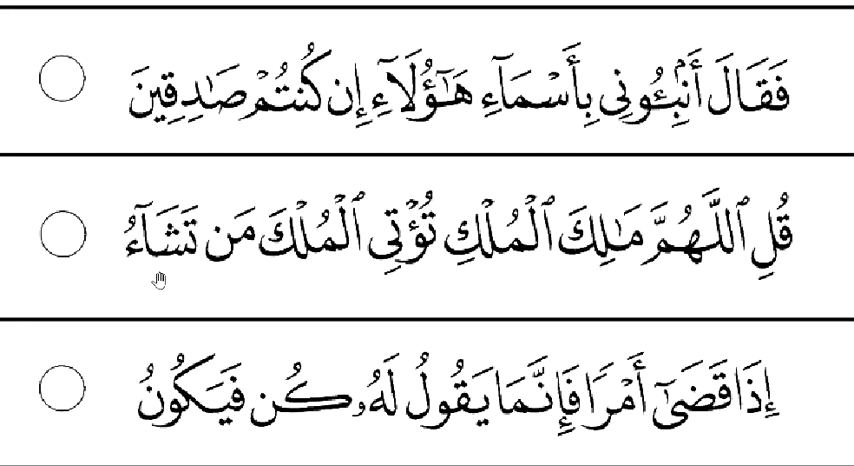 فَقَالَ أَنۢبِـُٔونِى بِأَسْمَآءِ هَـٰٓؤُلَآءِ إِن كُنتُمْ صَـٰدِقِينَ
قُلِ ٱللَّهُمَّ مَـٰلِكَ ٱلْمُلْكِ تُؤْتِى ٱلْمُلْكَ مَن تَشَآءُ
إِذَا قَضَىٰٓ أَمْرًا فَإِنَّمَا يَقُولُ لَهُۥ كُن فَيَكُونُ